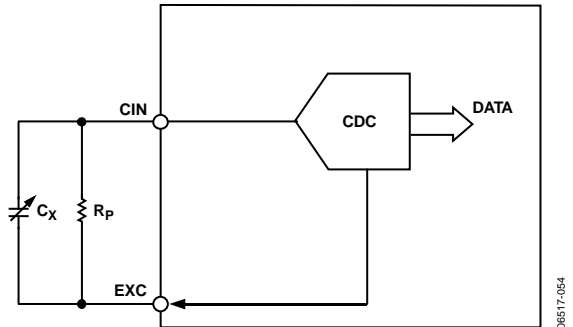 CIN
CDC
DATA
CX
RP
EXC
06517-054